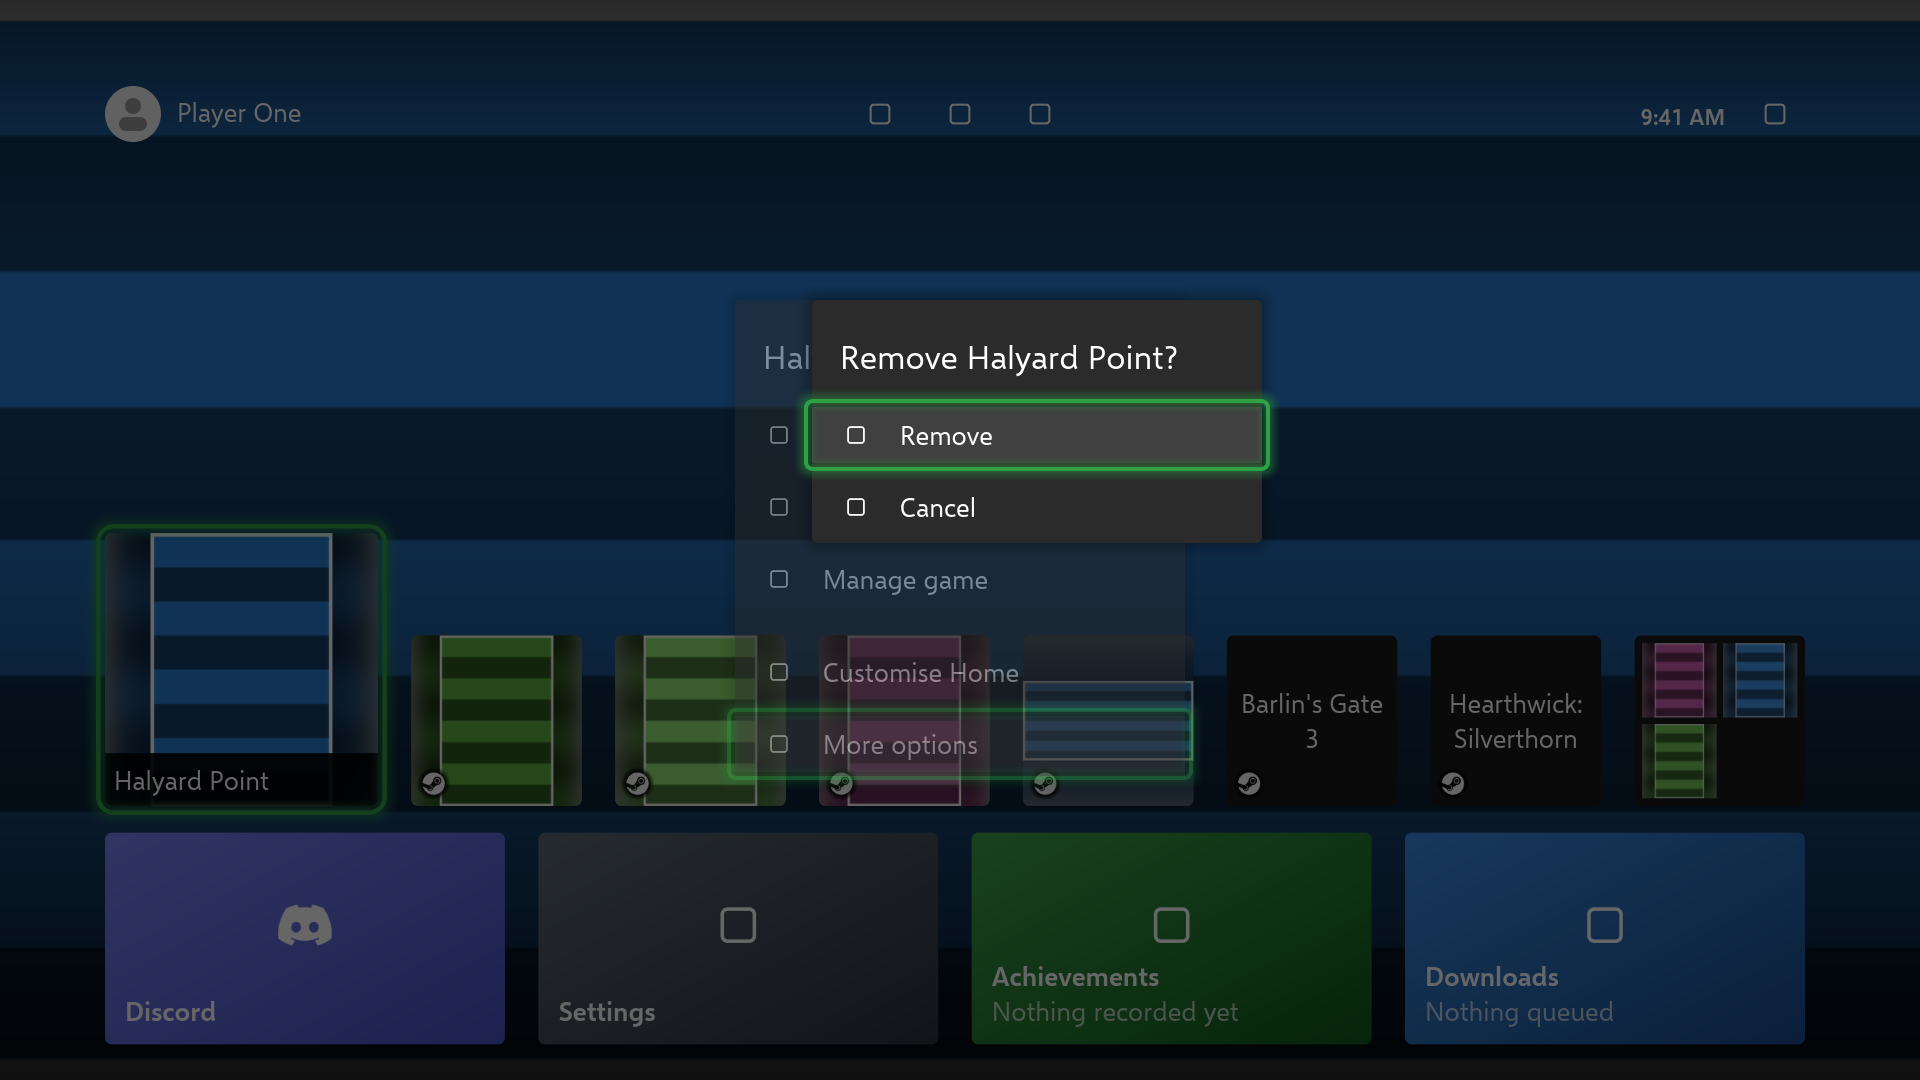 Player One
9:41 AM
Hal
Remove Halyard Point?
Remove
Cancel
Manage game
Customise Home
More options
Halyard Point
Barlin's Gate
3
Hearthwick:
Silverthorn
Discord
Settings
Achievements
Nothing recorded yet
Downloads
Nothing queued